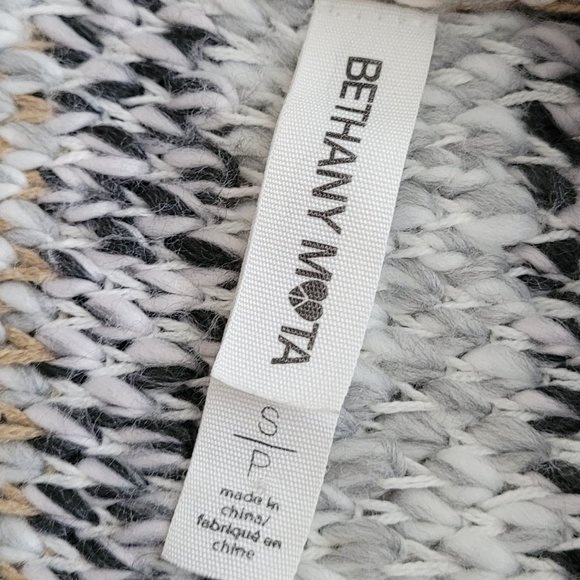 BETHANY MOTA
S|P
made in
china/
fabriqué en
chine